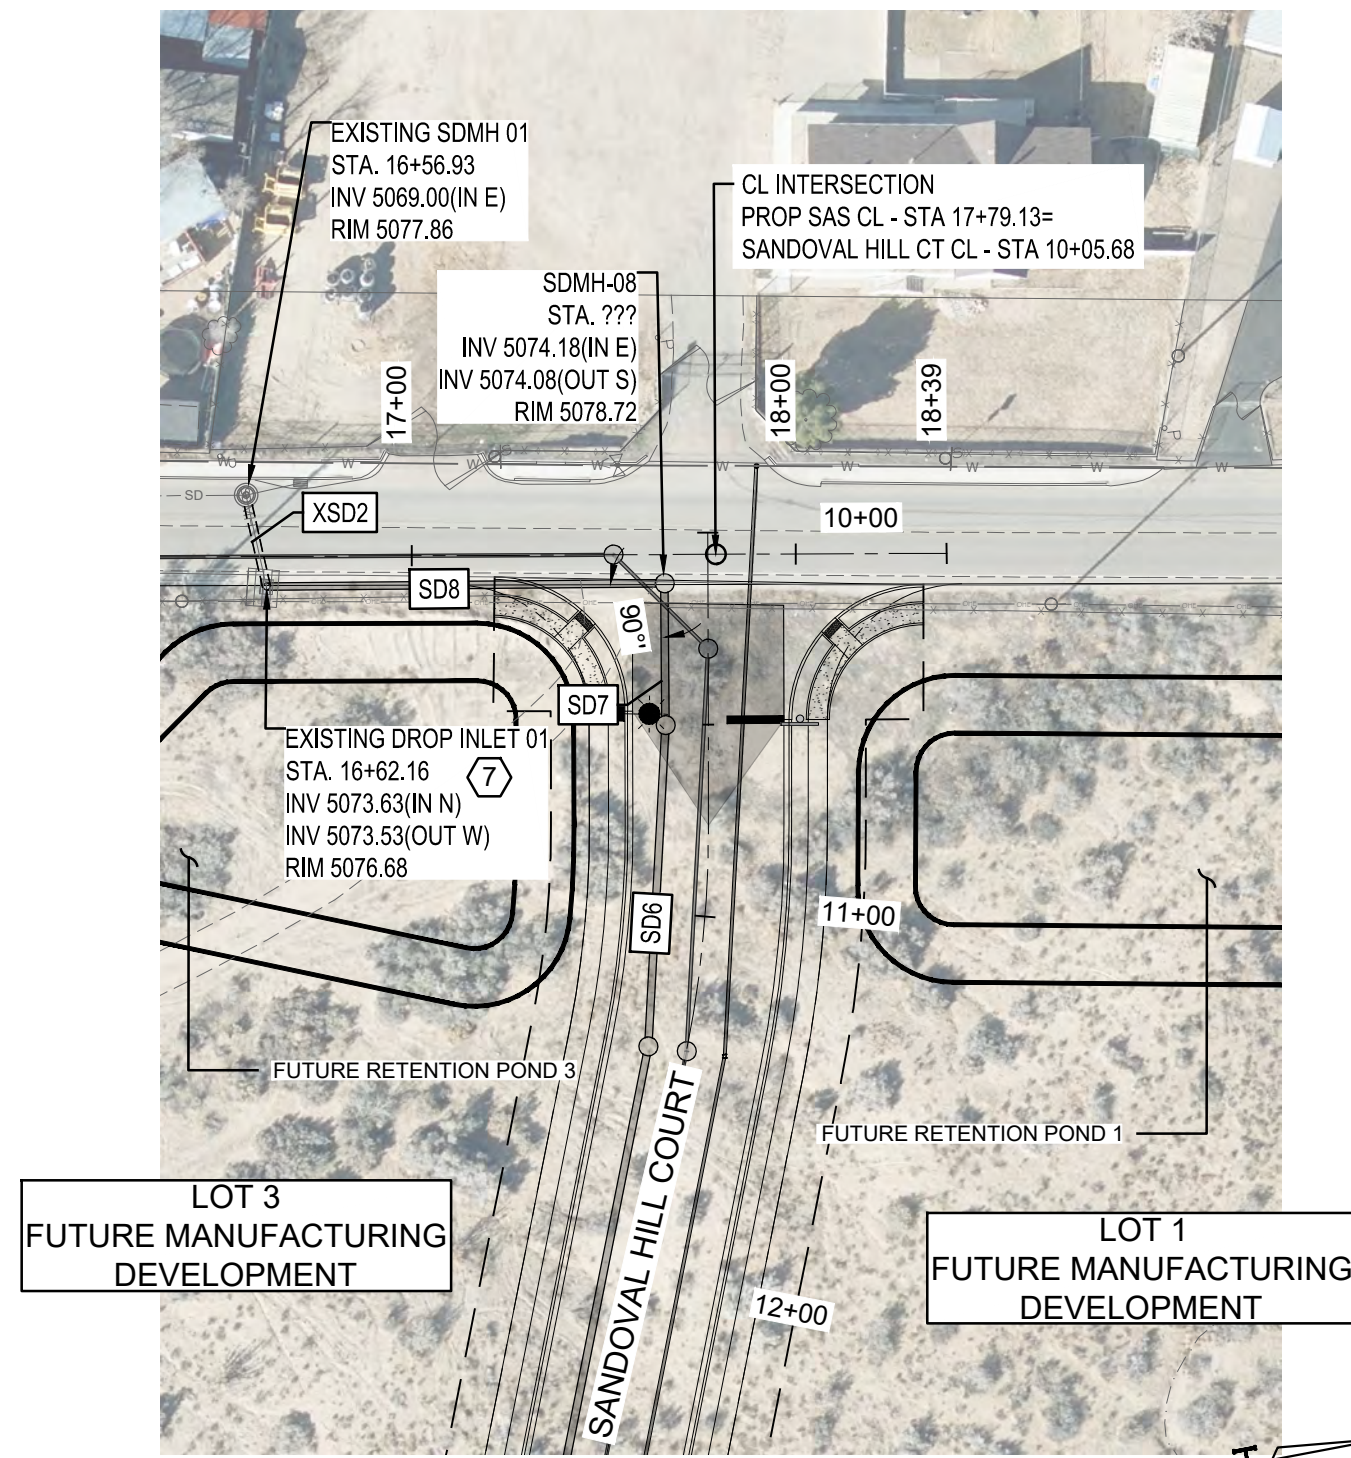 EXISTING SDMH 01
STA. 16+56.93
INV 5069.00(IN E)
RIM 5077.86
CL INTERSECTION
PROP SAS CL - STA 17+79.13=
SANDOVAL HILL CT CL - STA 10+05.68
SDMH-08
STA. ???
INV 5074.18(IN E)
INV 5074.08(OUT S)
RIM 5078.72
17+00
18+00
18+39
W
W
W
W
W
W
W
SD
XSD2
10+00
SD8
90°
SD7
EXISTING DROP INLET 01
STA. 16+62.16
7
INV 5073.63(IN N)
INV 5073.53(OUT W)
RIM 5076.68
SD6
11+00
FUTURE RETENTION POND 3
FUTURE RETENTION POND 1
SANDOVAL HILL COURT
LOT 3
FUTURE MANUFACTURING
DEVELOPMENT
LOT 1
FUTURE MANUFACTURING
DEVELOPMENT
12+00